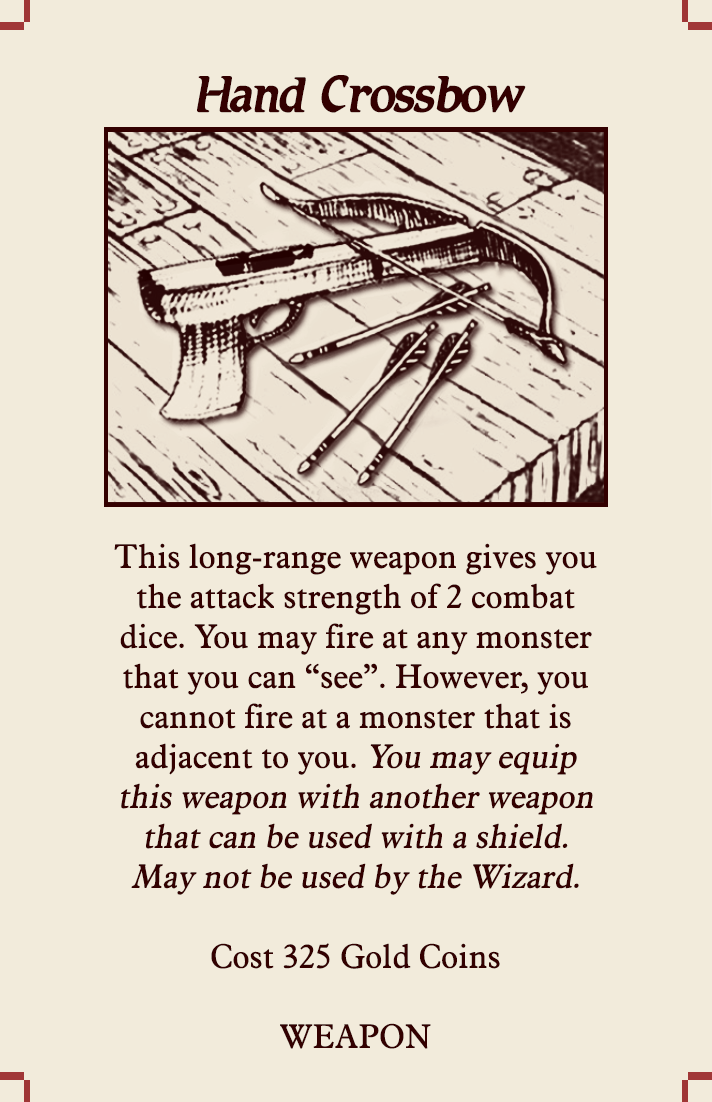 Hand Crossbow
This long-range weapon gives you
the attack strength of 2 combat
dice. You may fire at any monster
that you can “see”. However, you
cannot fire at a monster that is
adjacent to you. You may equip
this weapon with another weapon
that can be used with a shield.
May not be used by the Wizard.
Cost 325 Gold Coins
WEAPON